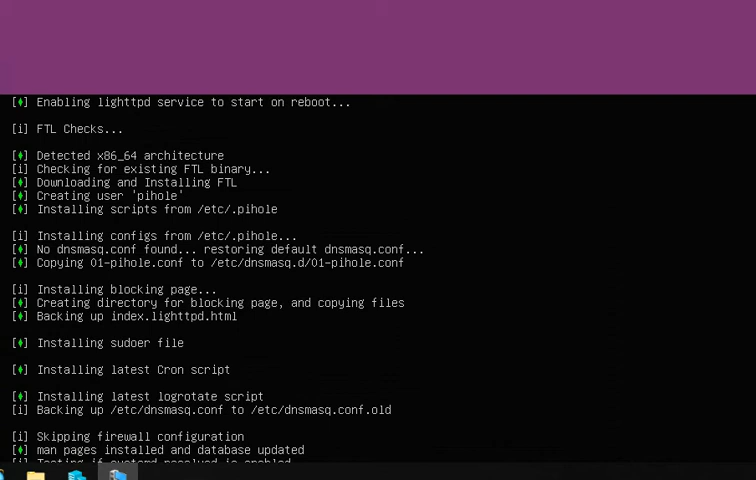 [♦] Enabling lighttpd service to start on reboot...
[i] FTL Checks...
[♦] Detected x86_64 architecture
[i] Checking for existing FTL binary...
[♦] Downloading and Installing FTL
[♦] Creating user 'pihole'
[♦] Installing scripts from /etc/.pihole
[i] Installing configs from /etc/.pihole...
[♦] No dnsmasq.conf found... restoring default dnsmasq.conf...
[♦] Copying 01-pihole.conf to /etc/dnsmasq.d/01-pihole.conf
[i] Installing blocking page...
[♦] Creating directory for blocking page, and copying files
[♦] Backing up index.lighttpd.html
[♦] Installing sudoer file
[♦] Installing latest Cron script
[♦] Installing latest logrotate script
[i] Backing up /etc/dnsmasq.conf to /etc/dnsmasq.conf.old
[i] Skipping firewall configuration
[♦] man pages installed and database updated
[i] Testing if systemd-resolved is enabled